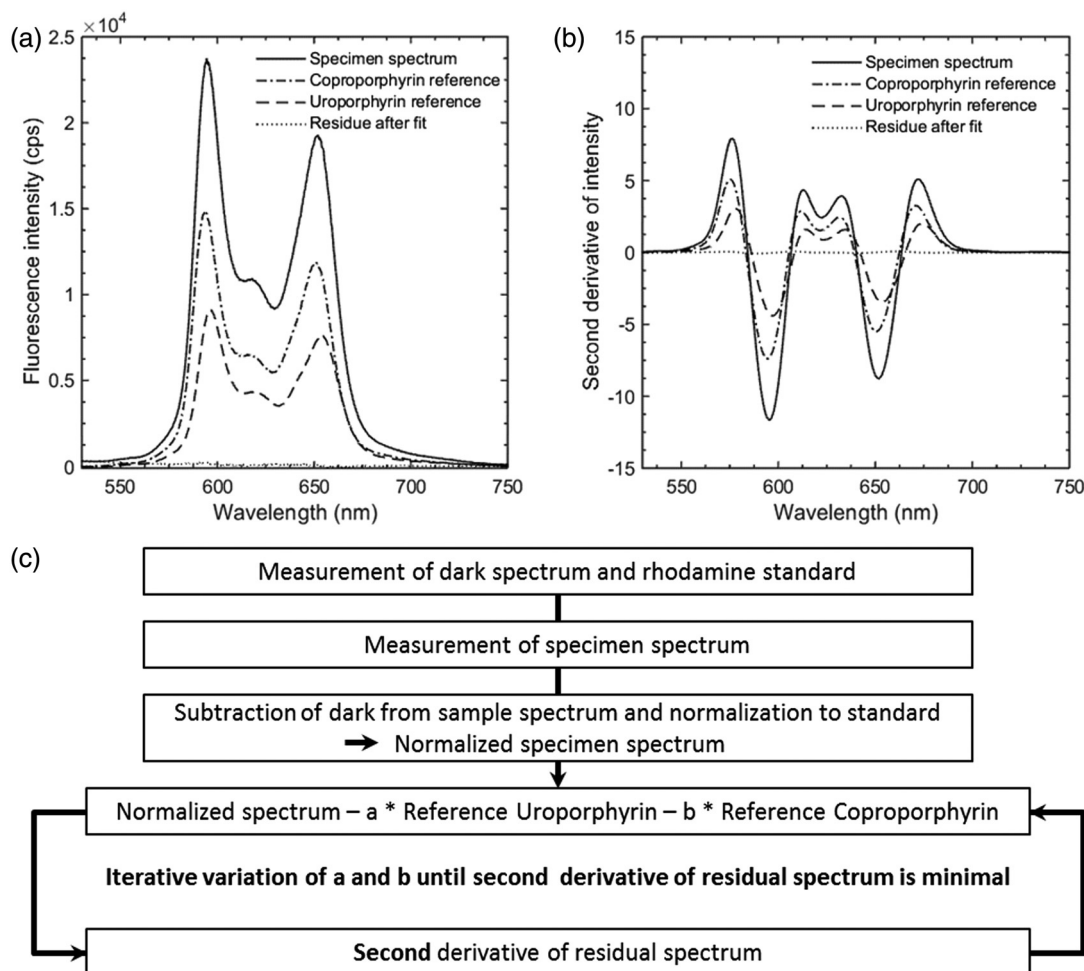 (a)
×10⁴
2.5
2
1.5
1
0.5
0
550
600
650
700
750
Fluorescence intensity (cps)
Wavelength (nm)
Specimen spectrum
Coproporphyrin reference
Uroporphyrin reference
Residue after fit
(b)
15
10
5
0
-5
-10
-15
550
600
650
700
750
Second derivative of intensity
Wavelength (nm)
Specimen spectrum
Coproporphyrin reference
Uroporphyrin reference
Residue after fit
(c)
Measurement of dark spectrum and rhodamine standard
Measurement of specimen spectrum
Subtraction of dark from sample spectrum and normalization to standard
→ Normalized specimen spectrum
Normalized spectrum – a * Reference Uroporphyrin – b * Reference Coproporphyrin
Iterative variation of a and b until second derivative of residual spectrum is minimal
Second derivative of residual spectrum